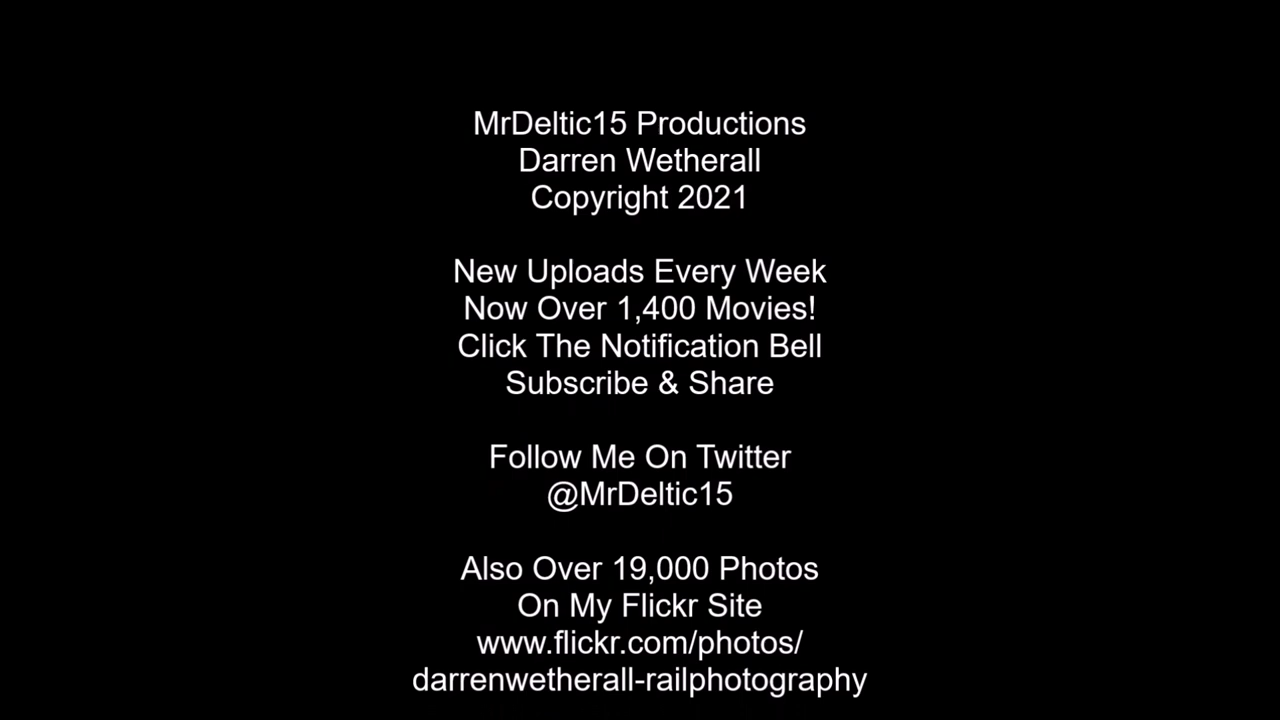 MrDeltic15 Productions
Darren Wetherall
Copyright 2021
New Uploads Every Week
Now Over 1,400 Movies!
Click The Notification Bell
Subscribe & Share
Follow Me On Twitter
@MrDeltic15
Also Over 19,000 Photos
On My Flickr Site
www.flickr.com/photos/
darrenwetherall-railphotography